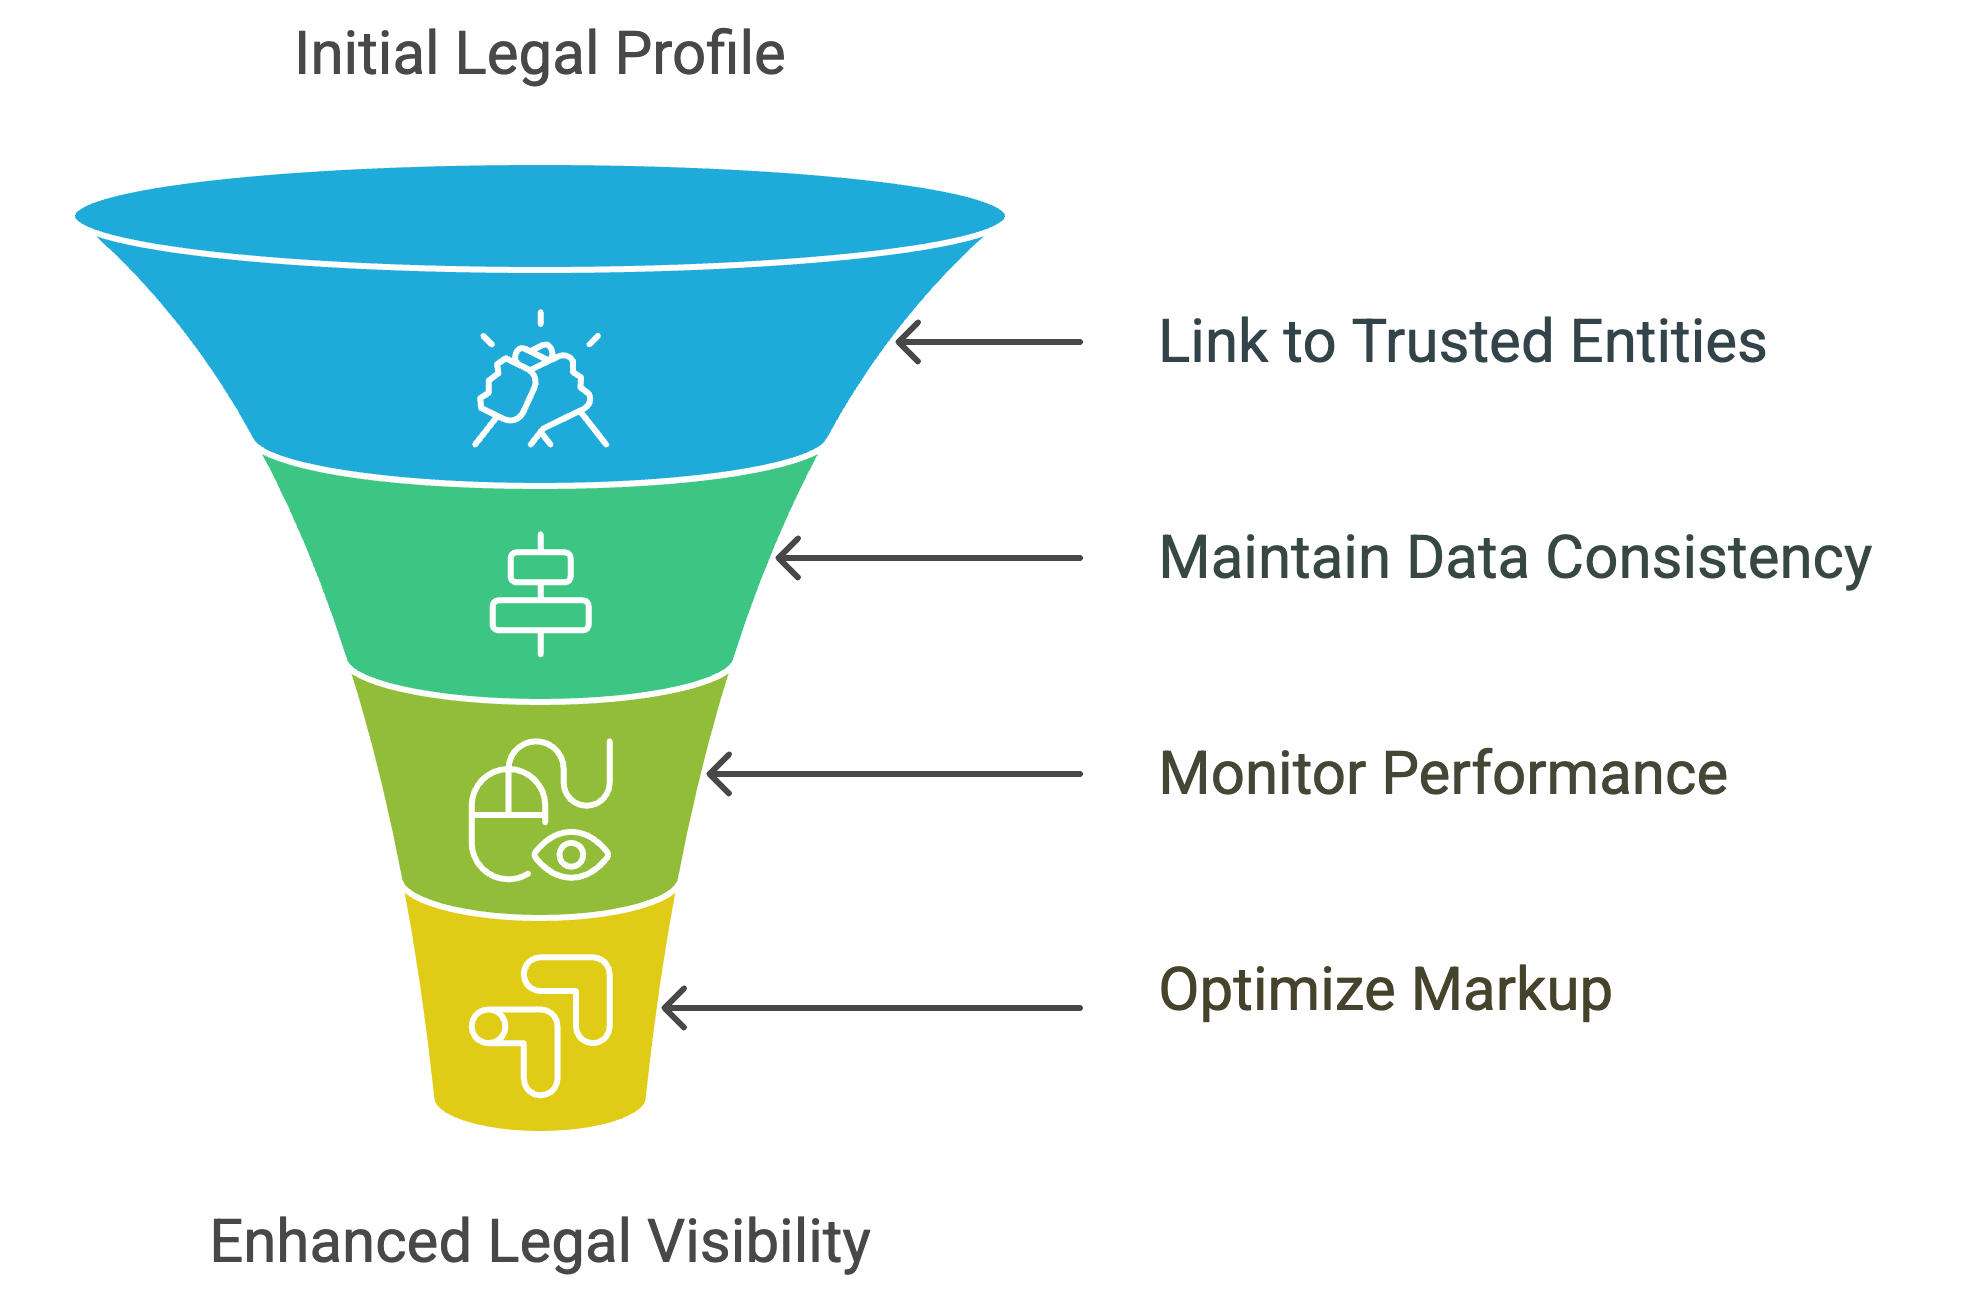 Initial Legal Profile
Link to Trusted Entities
Maintain Data Consistency
Monitor Performance
Optimize Markup
Enhanced Legal Visibility